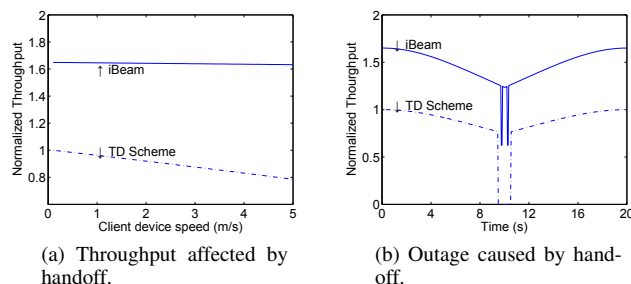 2
1.8
1.6
1.4
1.2
1
0.8
Normalized Throughput
↑ iBeam
↓ TD Scheme
0 1 2 3 4 5
Client device speed (m/s)
(a) Throughput affected by
handoff.
2
1.5
1
0.5
0
Normalized Thourghput
↓ iBeam
↓ TD Scheme
0 4 8 12 16 20
Time (s)
(b) Outage caused by hand-
off.